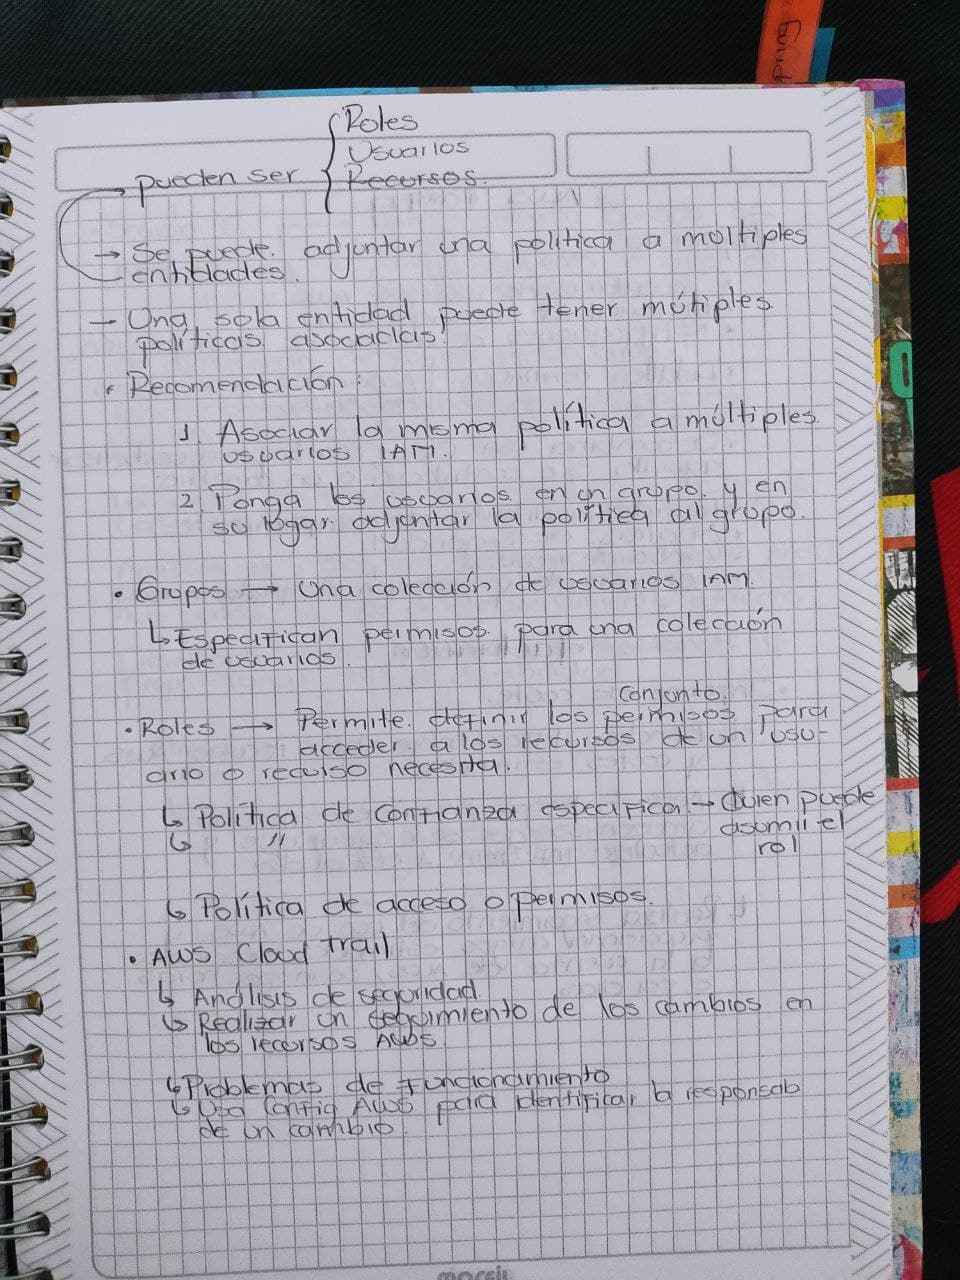 spring
Roles
Usuarios
pueden ser
Recursos.
→ Se puede. adjuntar una politica a moltiples
entidades.
— Una sola entidad puede tener mútiples
políticas asociadas.
Recomendación:
1. Asociar la misma política a múltiples.
usuarios IAM.
2 Ponga los usuarios en un grupo. y en
su lugar adjuntar la política al grupo.
• Grupos → Una colección de usuarios IAM.
↳ Especifican permisos para una colección
de usuarios.
conjunto.
• Roles → Permite. definir los permisos para
acceder. a los recursos de un usu-
ario o recurso necesita.
↳ Política de confianza especifica → Quien puede
↳ " asumir el
rol
↳ Política de acceso o permisos.
• AWS Cloud Trail
↳ Análisis de seguridad.
↳ Realizar un seguimiento de los cambios en
los recursos AWS
↳ Problemas de funcionamiento
↳ Usa Config AWS para identificar la responsab
de un cambio.